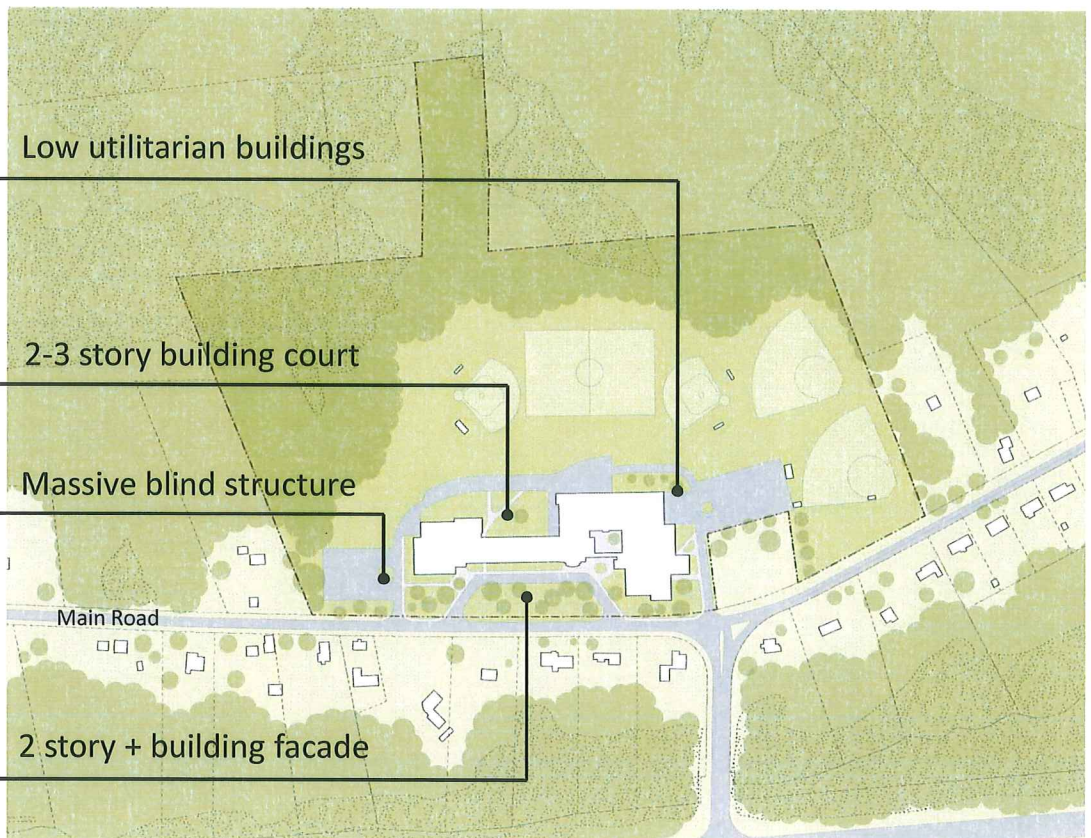 Low utilitarian buildings
2-3 story building court
Massive blind structure
Main Road
2 story + building facade